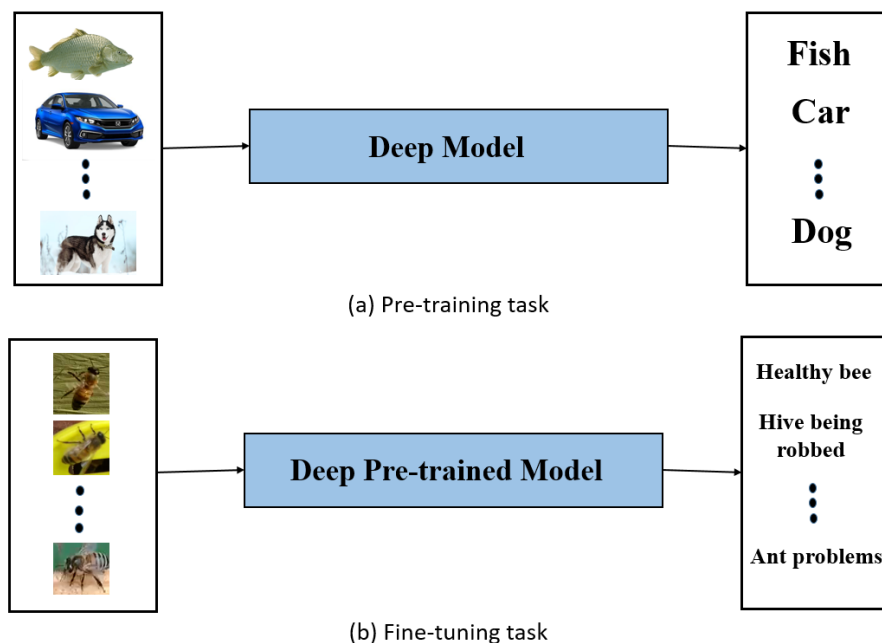 Fish
Car
Deep Model
Dog
(a) Pre-training task
Healthy bee
Hive being
robbed
Deep Pre-trained Model
Ant problems
(b) Fine-tuning task